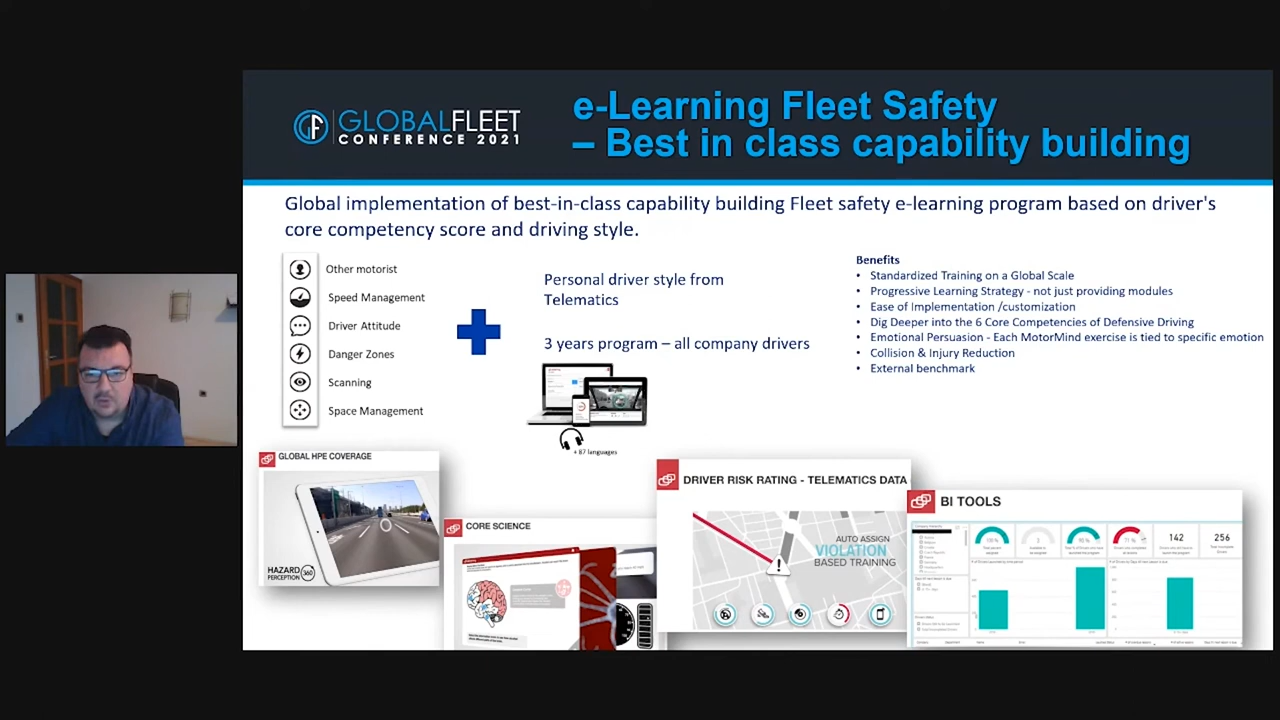 GF GLOBALFLEET
CONFERENCE 2021
e-Learning Fleet Safety
– Best in class capability building
Global implementation of best-in-class capability building Fleet safety e-learning program based on driver's
core competency score and driving style.
Other motorist
Speed Management
Driver Attitude
Danger Zones
Scanning
Space Management
Personal driver style from
Telematics
3 years program – all company drivers
+ 87 languages
Benefits
• Standardized Training on a Global Scale
• Progressive Learning Strategy - not just providing modules
• Ease of Implementation /customization
• Dig Deeper into the 6 Core Competencies of Defensive Driving
• Emotional Persuasion - Each MotorMind exercise is tied to specific emotion
• Collision & Injury Reduction
• External benchmark
GLOBAL HPE COVERAGE
HAZARD
PERCEPTION 360
CORE SCIENCE
DRIVER RISK RATING - TELEMATICS DATA
AUTO ASSIGN
VIOLATION
BASED TRAINING
BI TOOLS
142
256